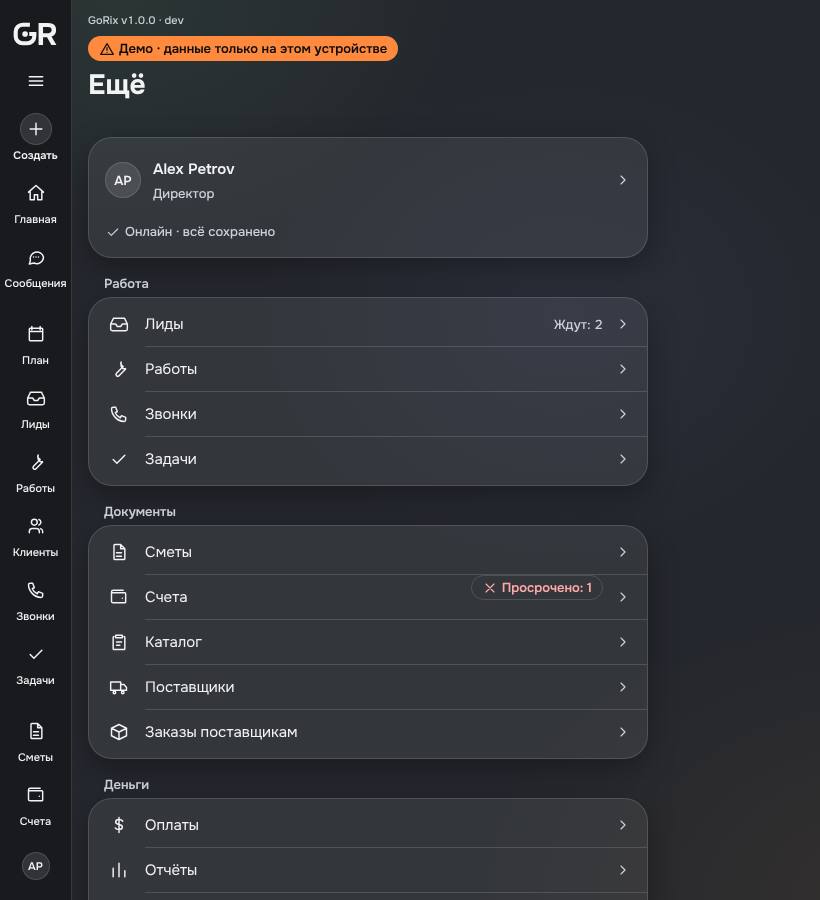 GR
GoRix v1.0.0 · dev
Демо · данные только на этом устройстве
Ещё
Создать
Главная
Сообщения
План
Лиды
Работы
Клиенты
Звонки
Задачи
Сметы
Счета
AP
AP
Alex Petrov
Директор
Онлайн · всё сохранено
Работа
Лиды
Ждут: 2
Работы
Звонки
Задачи
Документы
Сметы
Счета
Просрочено: 1
Каталог
Поставщики
Заказы поставщикам
Деньги
Оплаты
Отчёты